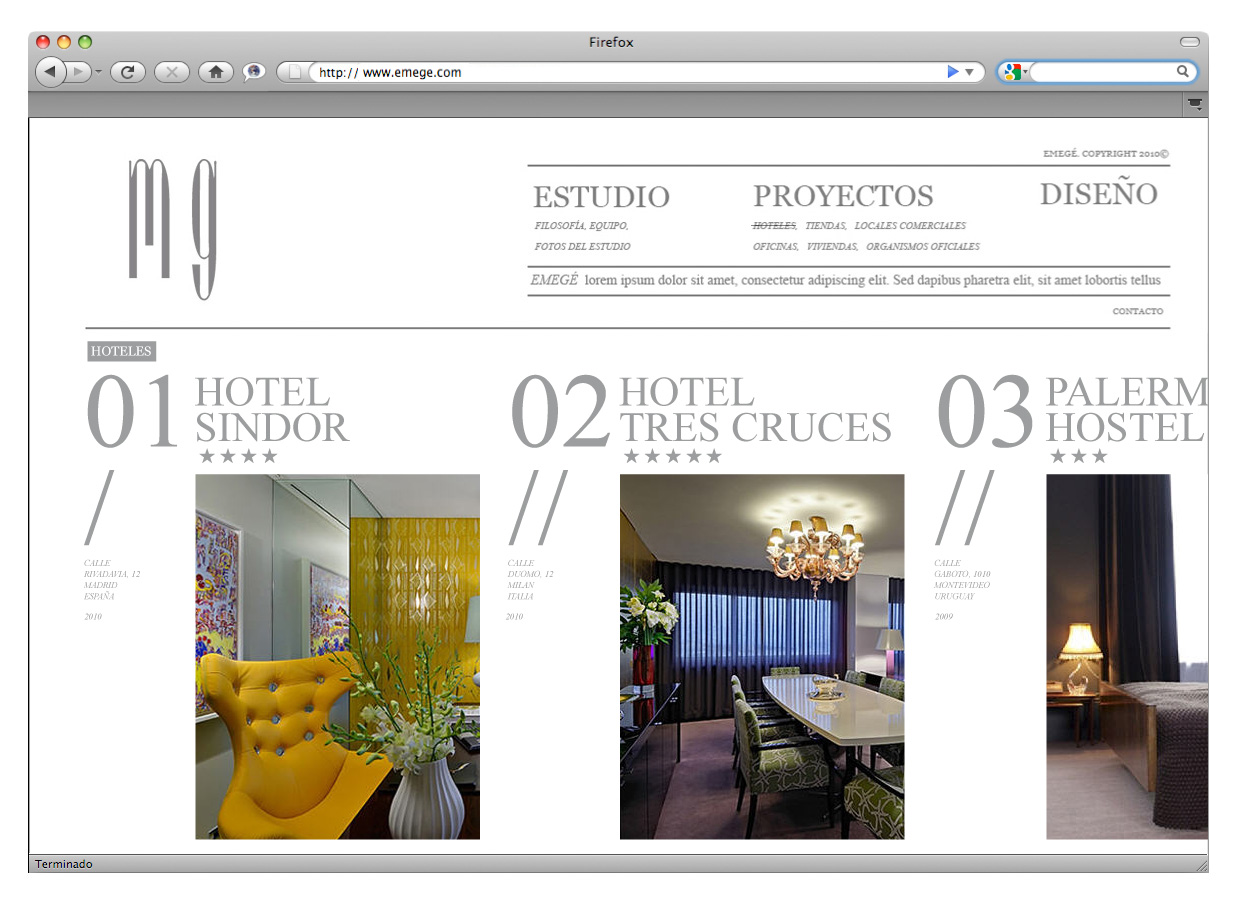 Firefox
http:// www.emege.com
mg
EMEGÉ. COPYRIGHT 2010©
ESTUDIO
FILOSOFÍA, EQUIPO,
FOTOS DEL ESTUDIO
PROYECTOS
HOTELES, TIENDAS, LOCALES COMERCIALES
OFICINAS, VIVIENDAS, ORGANISMOS OFICIALES
DISEÑO
EMEGÉ lorem ipsum dolor sit amet, consectetur adipiscing elit. Sed dapibus pharetra elit, sit amet lobortis tellus
CONTACTO
HOTELES
01
HOTEL
SINDOR
★★★★
/
CALLE
RIVADAVIA, 12
MADRID
ESPAÑA
2010
02
HOTEL
TRES CRUCES
★★★★★
//
CALLE
DUOMO, 12
MILAN
ITALIA
2010
03
PALERM
HOSTEL
★★★
//
CALLE
GABOTO, 1010
MONTEVIDEO
URUGUAY
2009
Terminado